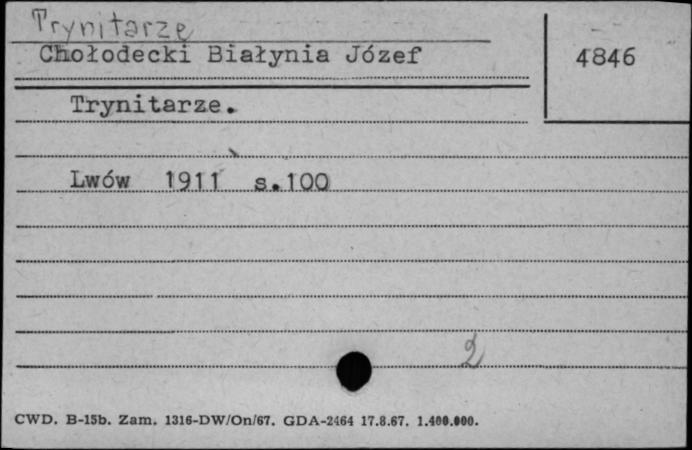 Trynitarze
Chołodecki Białynia Józef
4846
Trynitarze.
Lwów 1911 s.100
2
CWD. B-15b. Zam. 1316-DW/On/67. GDA-2464 17.8.67. 1.400.000.